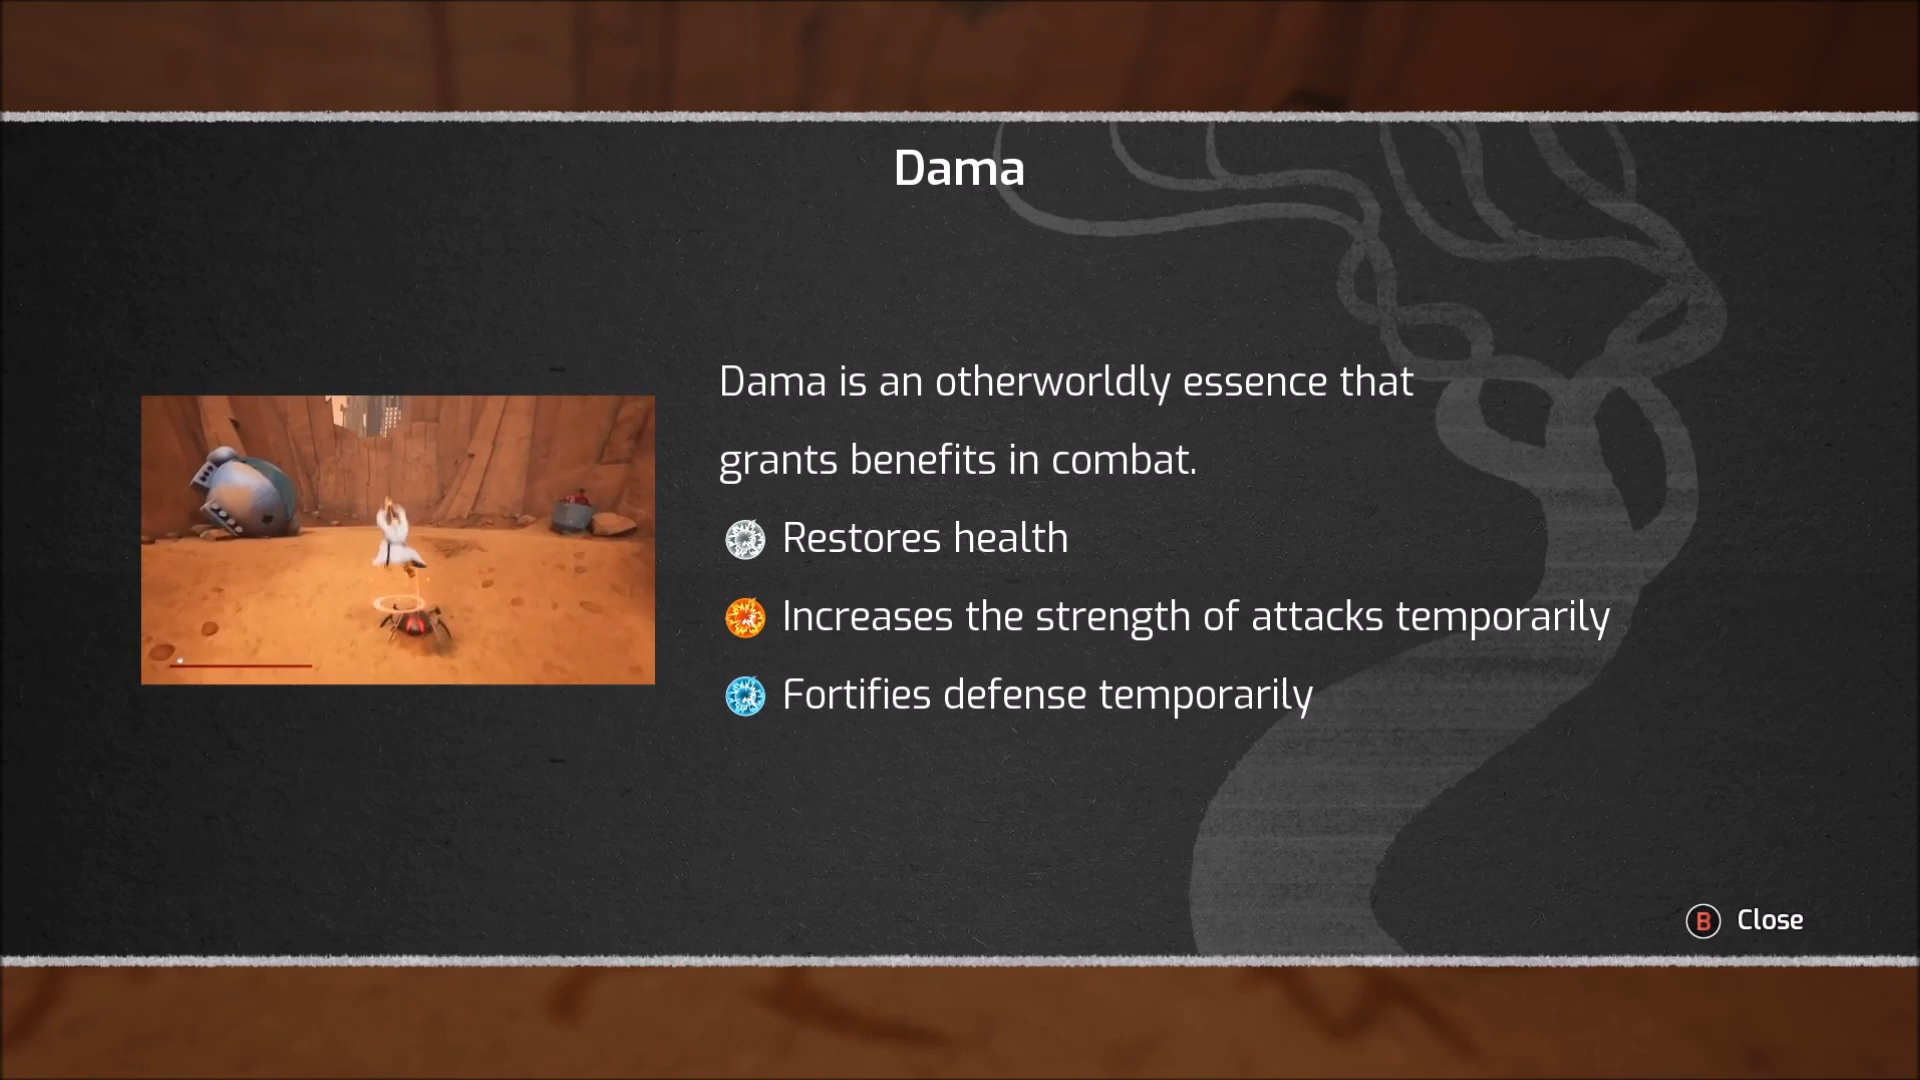 Dama
Dama is an otherworldly essence that
grants benefits in combat.
Restores health
Increases the strength of attacks temporarily
Fortifies defense temporarily
B Close